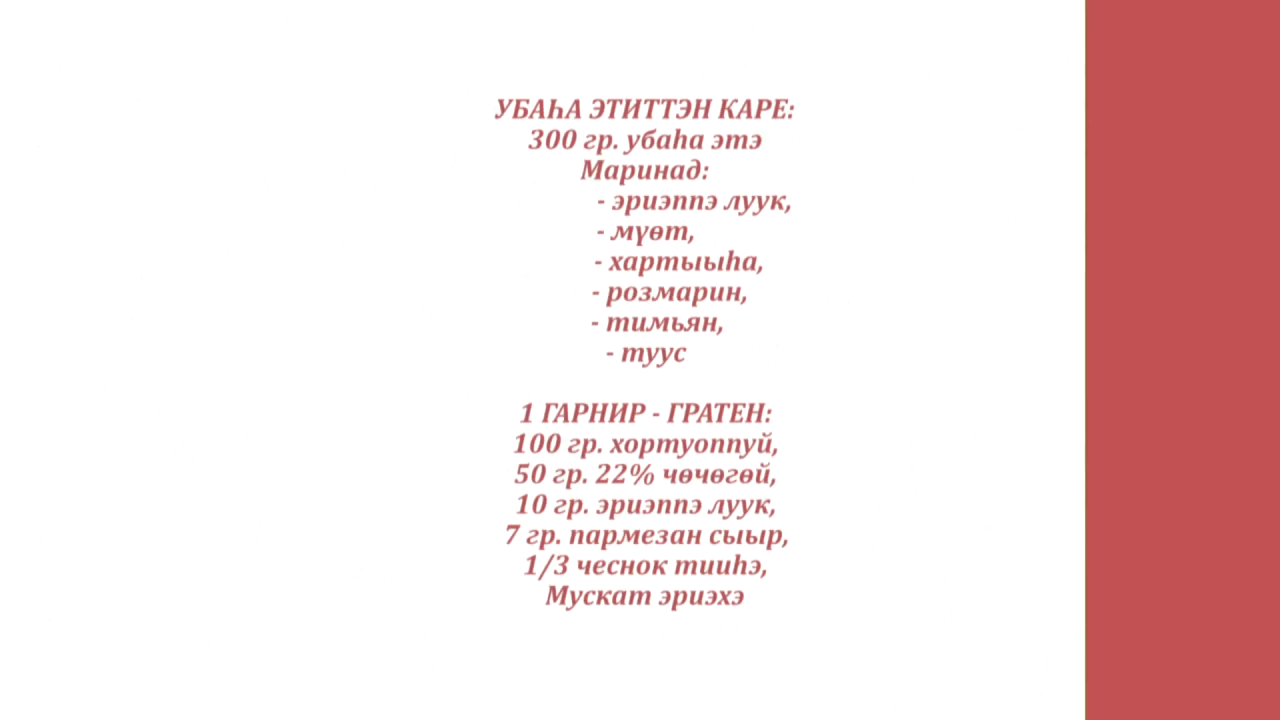 УБАҺА ЭТИТТЭН КАРЕ:
300 гр. убаһа этэ
Маринад:
- эриэппэ луук,
- мүөт,
- хартыыһа,
- розмарин,
- тимьян,
- туус
1 ГАРНИР - ГРАТЕН:
100 гр. хортуоппуй,
50 гр. 22% чөчөгөй,
10 гр. эриэппэ луук,
7 гр. пармезан сыыр,
1/3 чеснок тииһэ,
Мускат эриэхэ